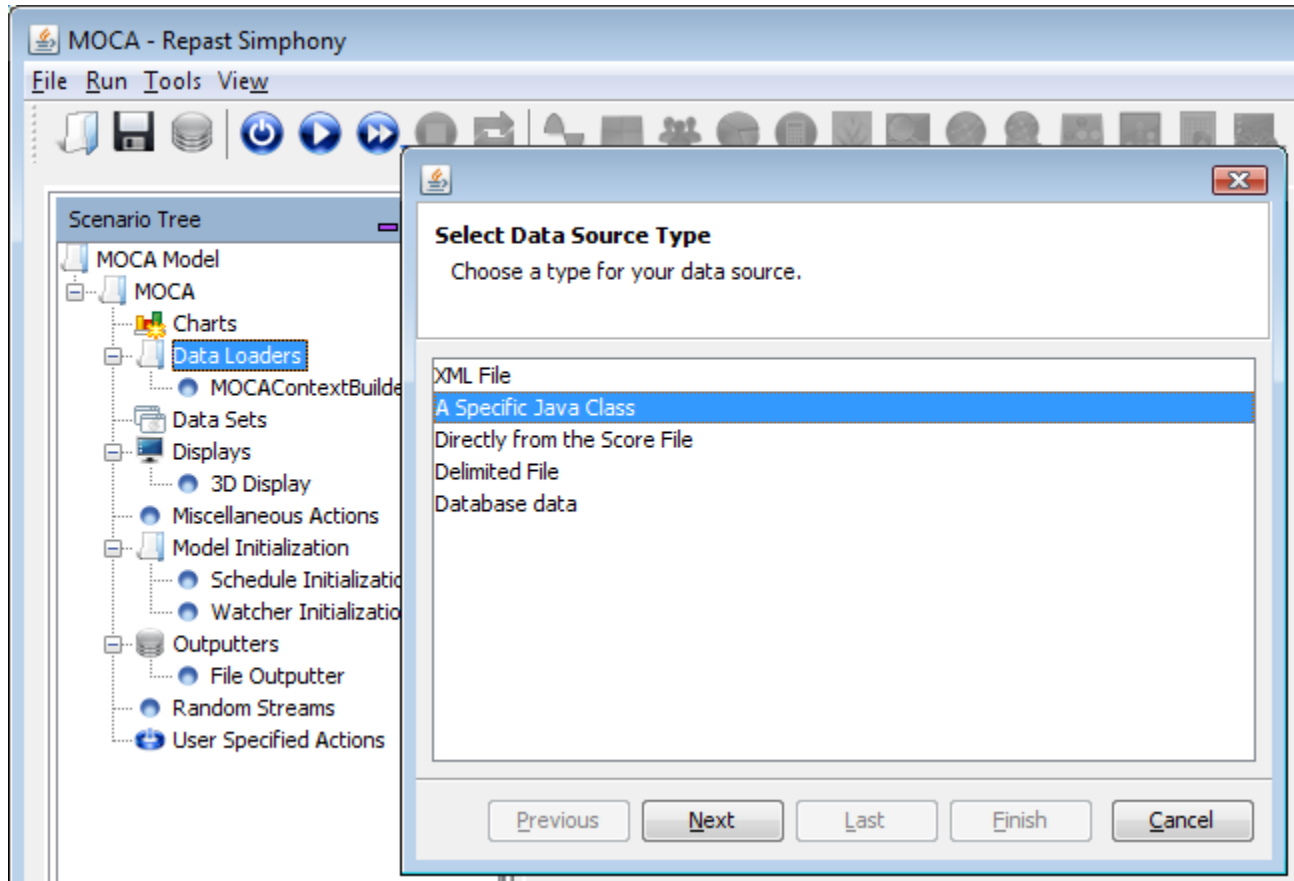 MOCA - Repast Simphony
File Run Tools View
Scenario Tree
MOCA Model
MOCA
Charts
Data Loaders
MOCAContextBuilde
Data Sets
Displays
3D Display
Miscellaneous Actions
Model Initialization
Schedule Initializatio
Watcher Initializatio
Outputters
File Outputter
Random Streams
User Specified Actions
Select Data Source Type
Choose a type for your data source.
XML File
A Specific Java Class
Directly from the Score File
Delimited File
Database data
Previous Next Last Finish Cancel